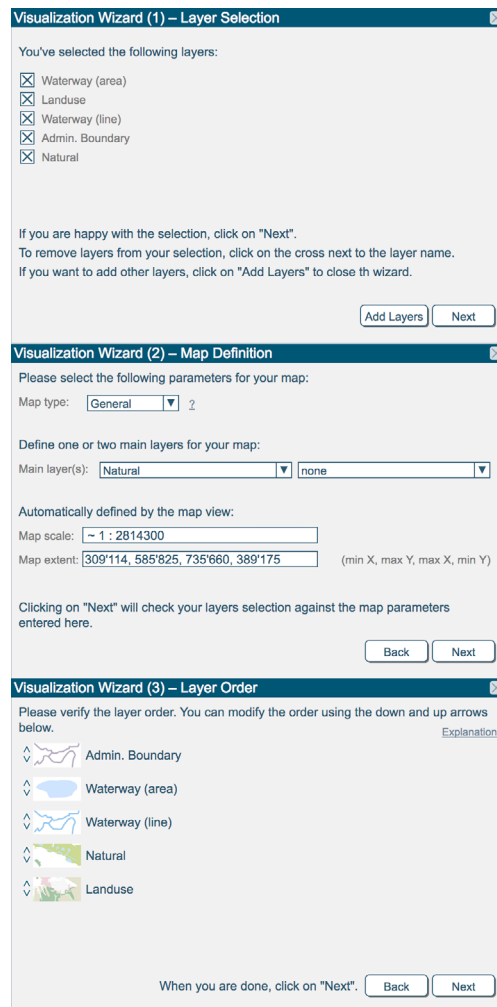 Visualization Wizard (1) – Layer Selection
You've selected the following layers:
Waterway (area)
Landuse
Waterway (line)
Admin. Boundary
Natural
If you are happy with the selection, click on "Next".
To remove layers from your selection, click on the cross next to the layer name.
If you want to add other layers, click on "Add Layers" to close th wizard.
Add Layers Next
Visualization Wizard (2) – Map Definition
Please select the following parameters for your map:
Map type: General ?
Define one or two main layers for your map:
Main layer(s): Natural none
Automatically defined by the map view:
Map scale: ~ 1 : 2814300
Map extent: 309'114, 585'825, 735'660, 389'175 (min X, max Y, max X, min Y)
Clicking on "Next" will check your layers selection against the map parameters
entered here.
Back Next
Visualization Wizard (3) – Layer Order
Please verify the layer order. You can modify the order using the down and up arrows
below.
Explanation
Admin. Boundary
Waterway (area)
Waterway (line)
Natural
Landuse
When you are done, click on "Next". Back Next